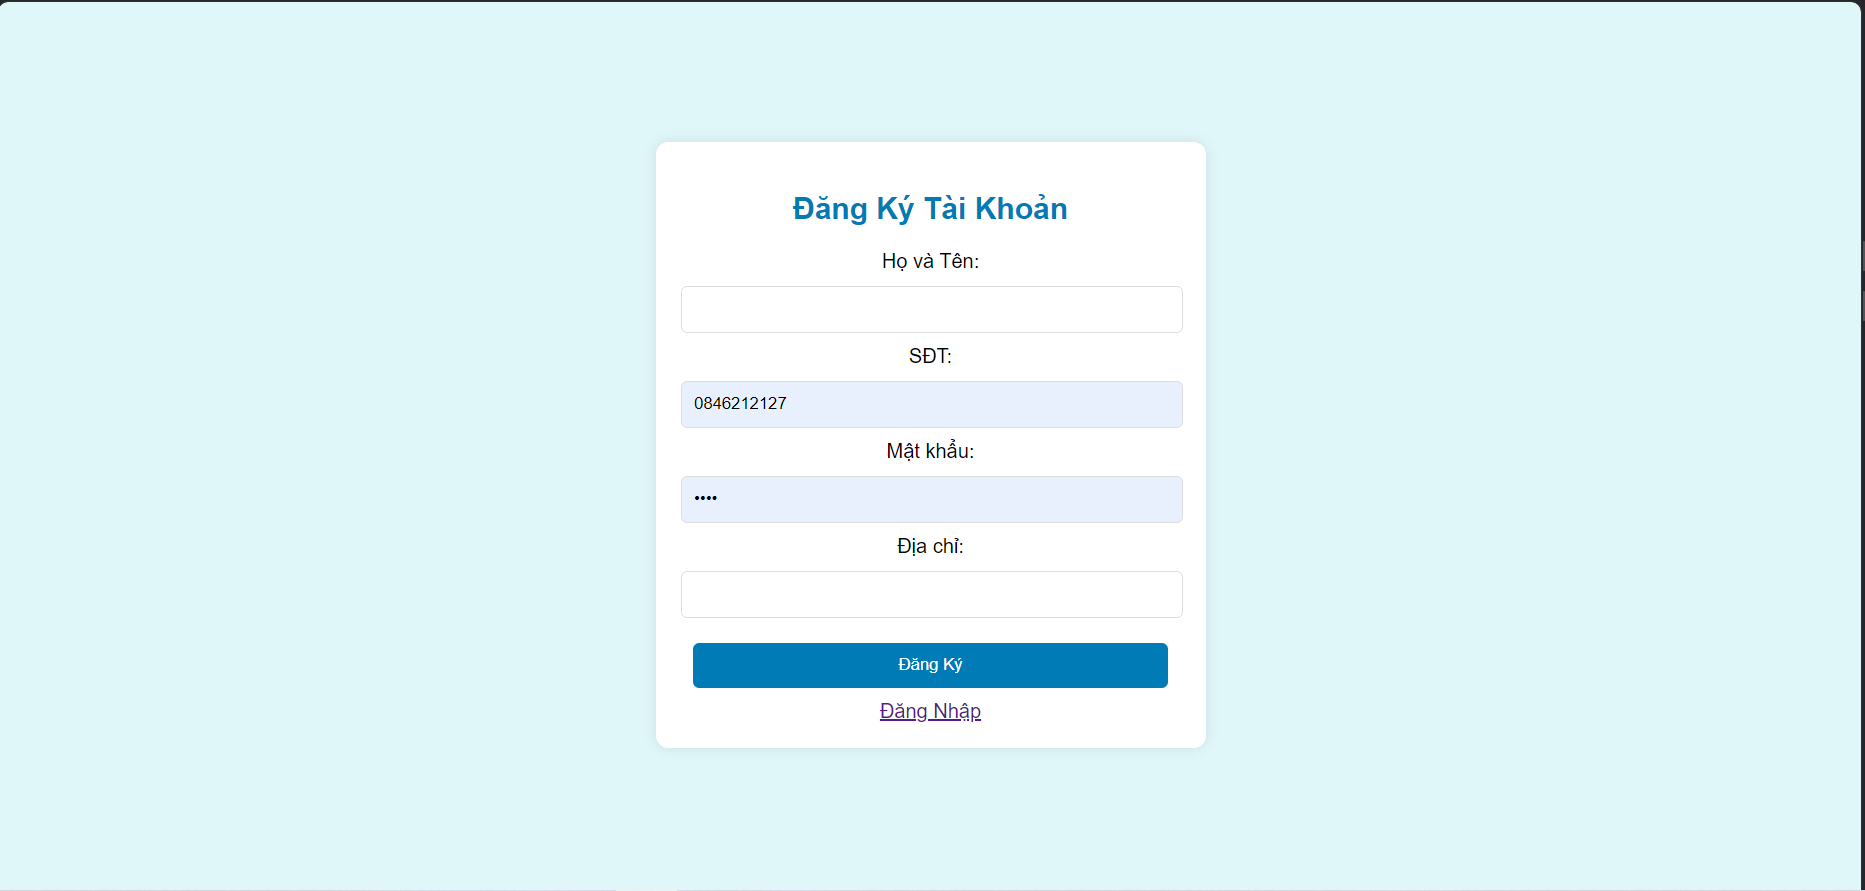 Đăng Ký Tài Khoản
Họ và Tên:
SĐT:
0846212127
Mật khẩu:
••••
Địa chỉ:
Đăng Ký
Đăng Nhập